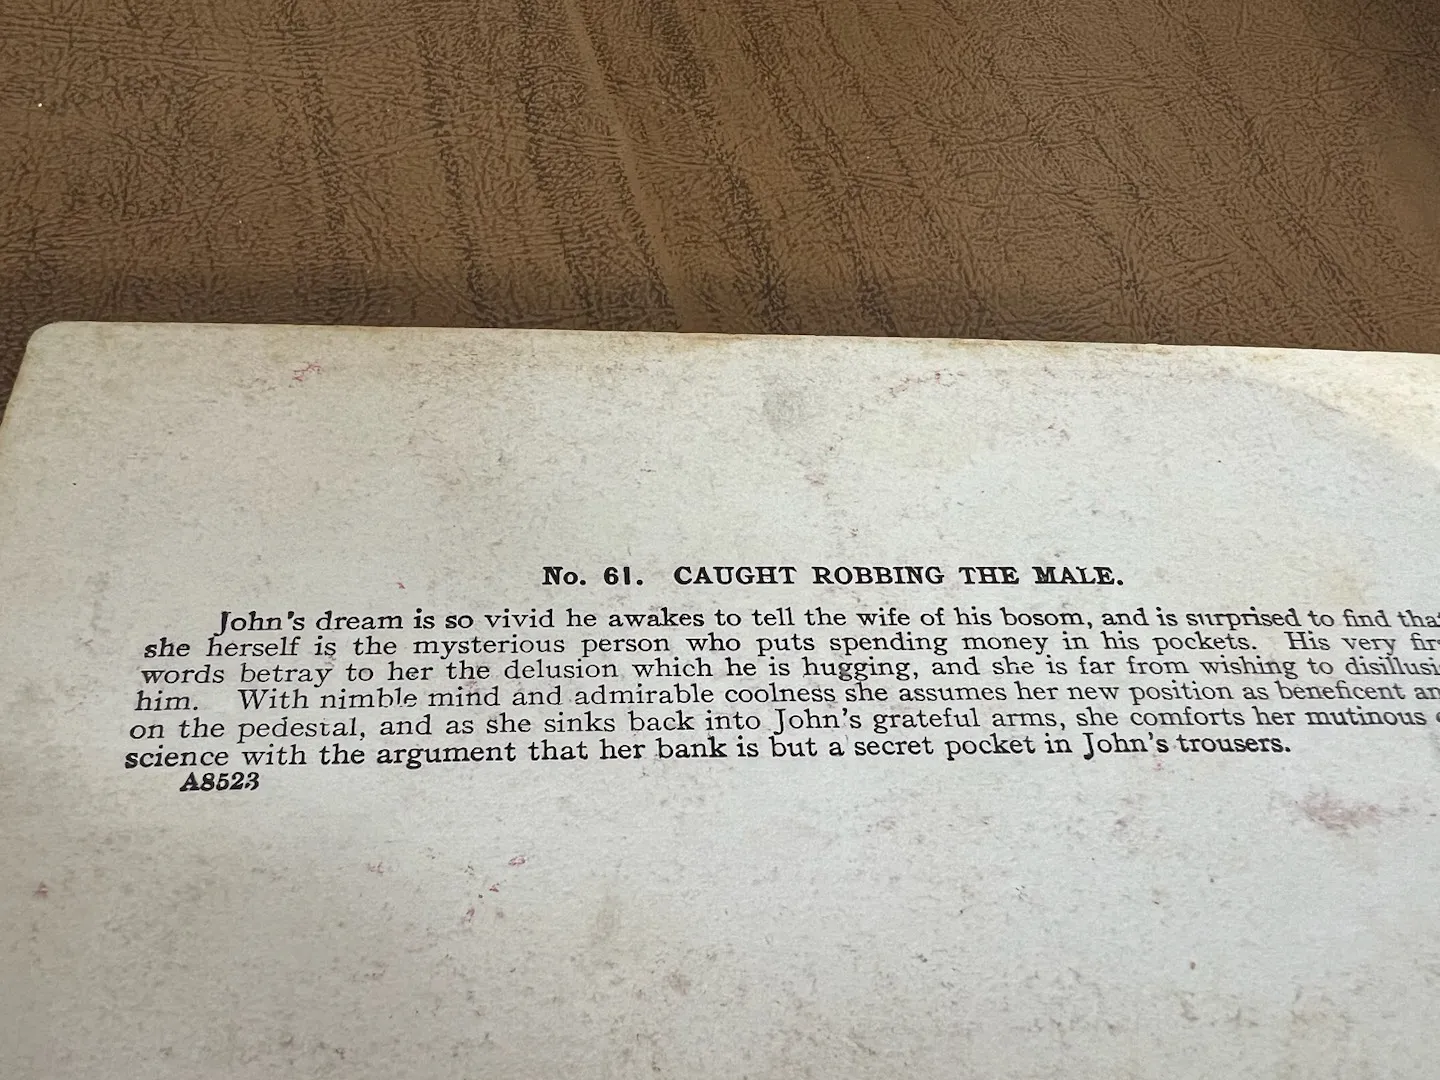 No. 61. CAUGHT ROBBING THE MALE.
John's dream is so vivid he awakes to tell the wife of his bosom, and is surprised to find
she herself is the mysterious person who puts spending money in his pockets. His very
words betray to her the delusion which he is hugging, and she is far from wishing to
him. With nimble mind and admirable coolness she assumes her new position as beneficent
on the pedestal, and as she sinks back into John's grateful arms, she comforts her mutinous
science with the argument that her bank is but a secret pocket in John's trousers.
A8523